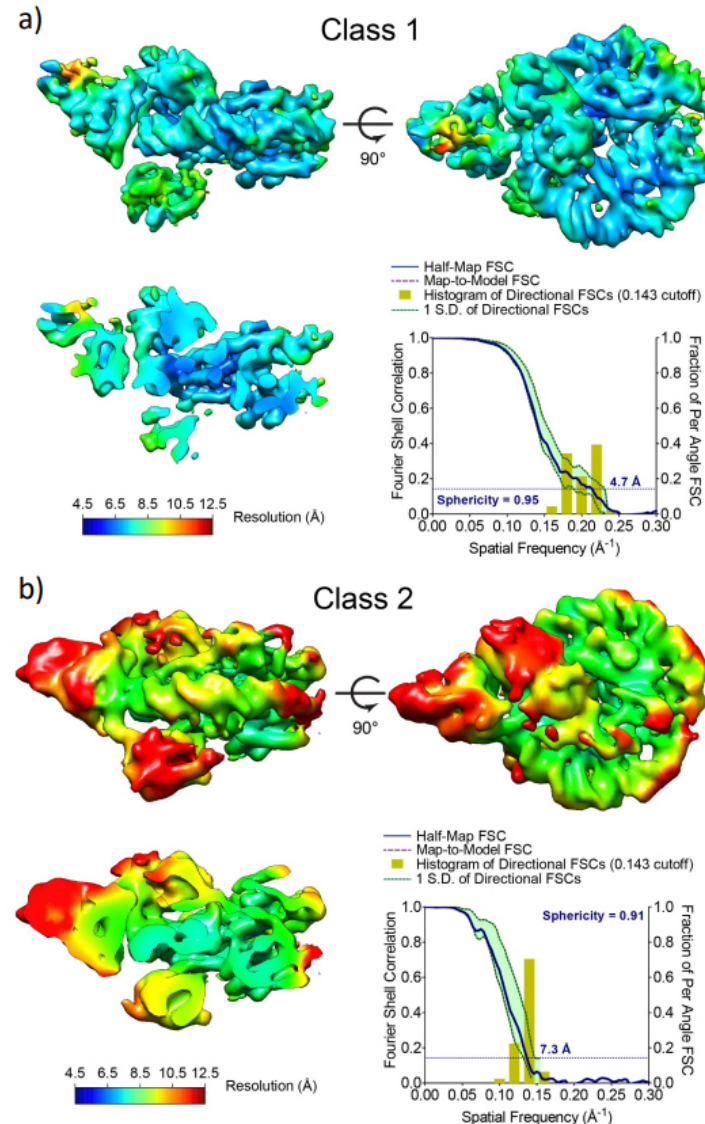 a)
Class 1
90°
Half-Map FSC
Map-to-Model FSC
Histogram of Directional FSCs (0.143 cutoff)
1 S.D. of Directional FSCs
1.0 0.8 0.6 0.4 0.2 0.0
Fourier Shell Correlation
1.0 0.8 0.6 0.4 0.2 0.0
Fraction of Per Angle FSC
4.7 Å
Sphericity = 0.95
0.00 0.05 0.10 0.15 0.20 0.25 0.30
Spatial Frequency (Å-1)
4.5 6.5 8.5 10.5 12.5
Resolution (Å)
b)
Class 2
90°
Half-Map FSC
Map-to-Model FSC
Histogram of Directional FSCs (0.143 cutoff)
1 S.D. of Directional FSCs
1.0 0.8 0.6 0.4 0.2 0.0
Fourier Shell Correlation
1.0 0.8 0.6 0.4 0.2 0.0
Fraction of Per Angle FSC
Sphericity = 0.91
7.3 Å
0.00 0.05 0.10 0.15 0.20 0.25 0.30
Spatial Frequency (Å-1)
4.5 6.5 8.5 10.5 12.5
Resolution (Å)